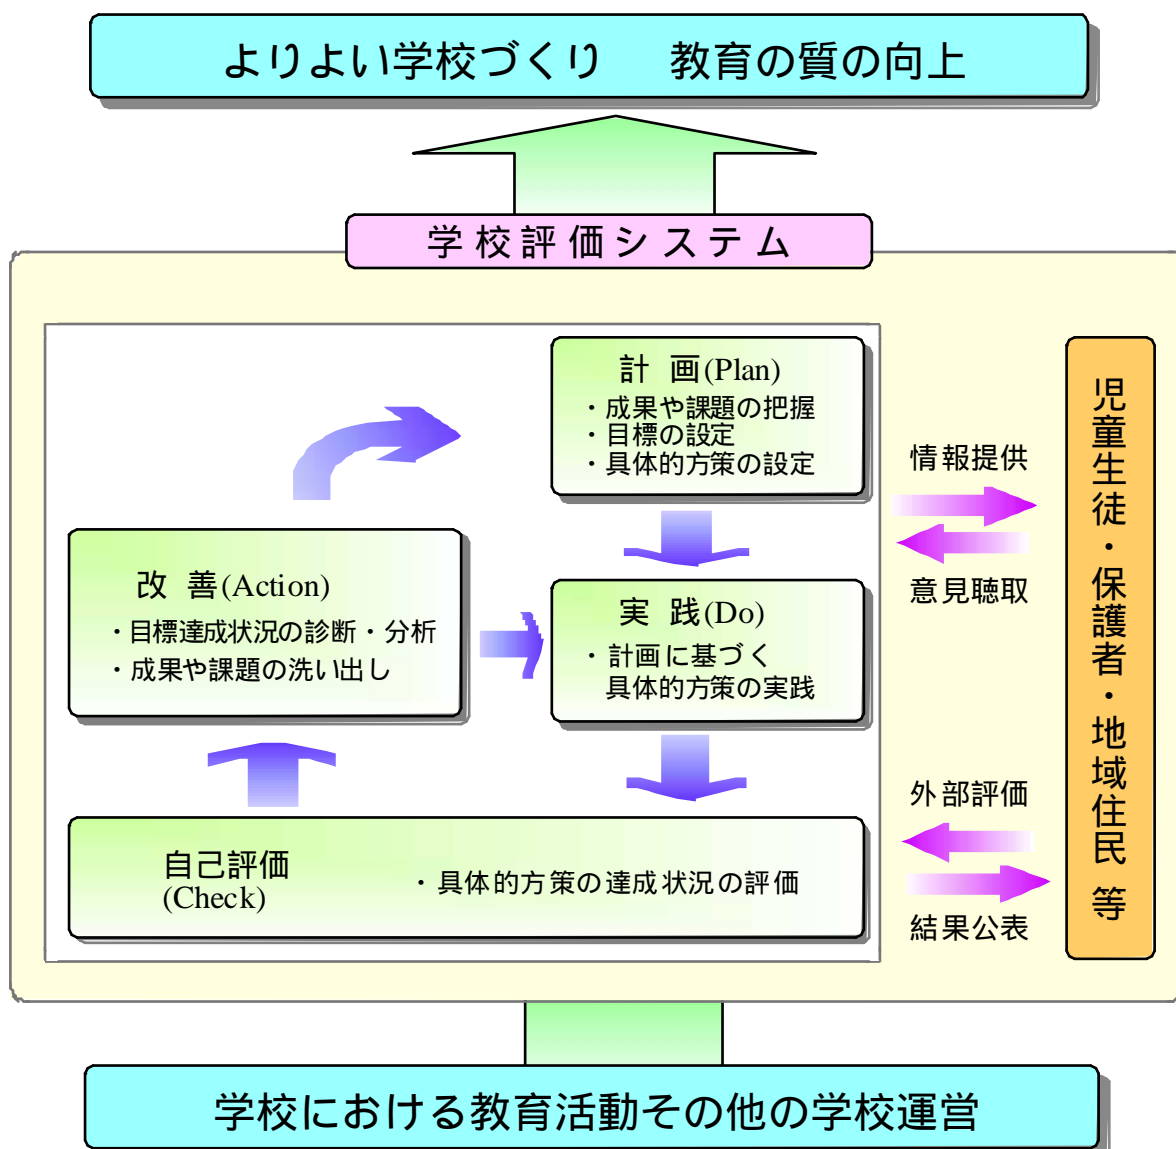 よりよい学校づくり　教育の質の向上
学校評価システム
計 画(Plan)
・成果や課題の把握
・目標の設定
・具体的方策の設定
改 善(Action)
・目標達成状況の診断・分析
・成果や課題の洗い出し
実 践(Do)
・計画に基づく
具体的方策の実践
自己評価
(Check)
・具体的方策の達成状況の評価
情報提供
意見聴取
外部評価
結果公表
児童生徒・保護者・地域住民 等
学校における教育活動その他の学校運営